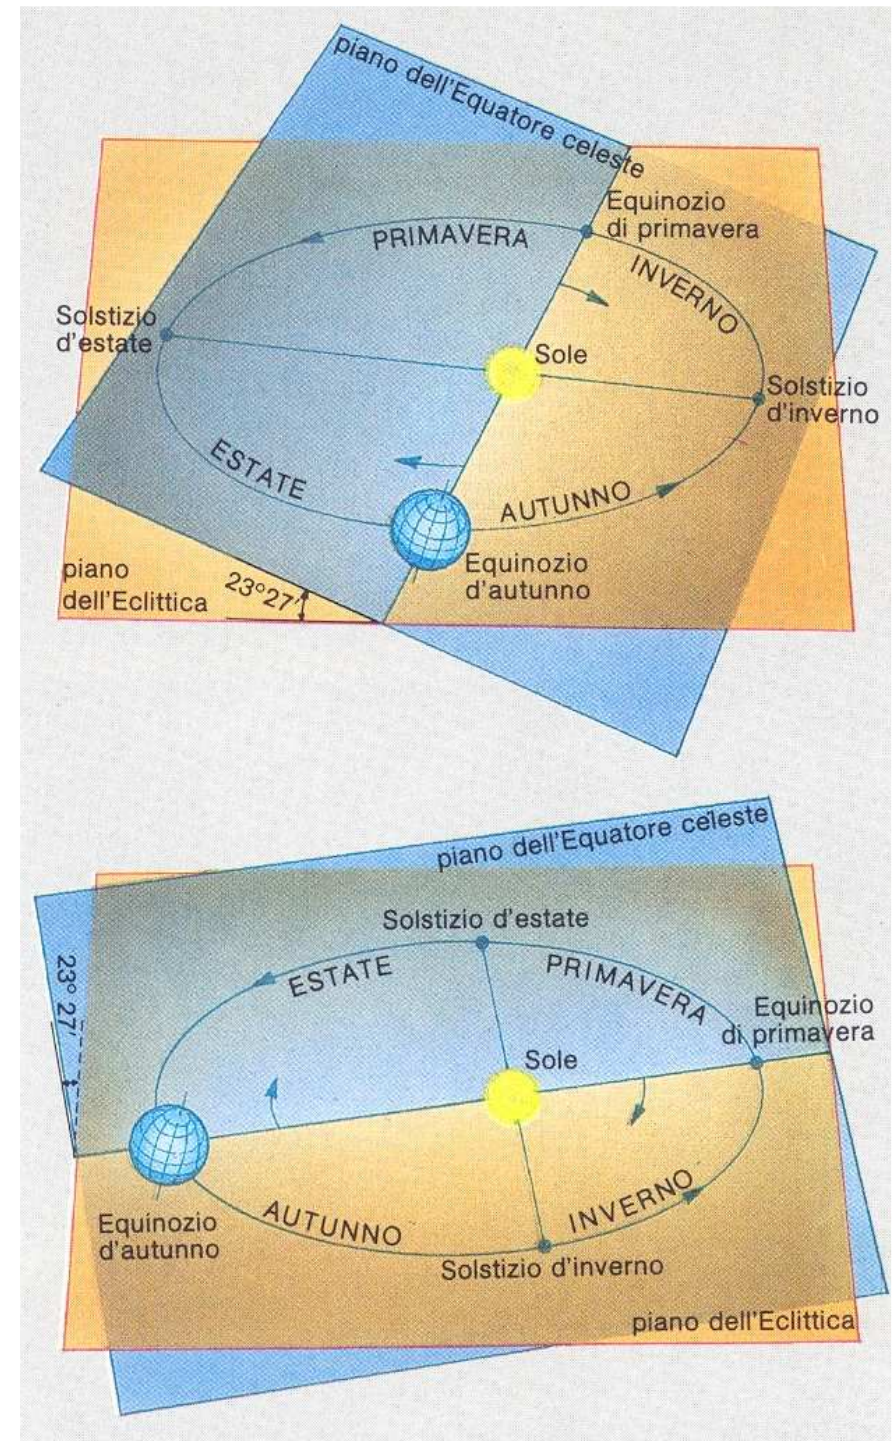 piano dell'Equatore celeste
Equinozio
di primavera
PRIMAVERA
INVERNO
Solstizio
d'estate
Sole
Solstizio
d'inverno
ESTATE
AUTUNNO
Equinozio
d'autunno
piano
dell'Eclittica
23°27'
piano dell'Equatore celeste
Solstizio d'estate
ESTATE
PRIMAVERA
23° 27'
Equinozio
di primavera
Sole
Equinozio
d'autunno
AUTUNNO
INVERNO
Solstizio d'inverno
piano dell'Eclittica